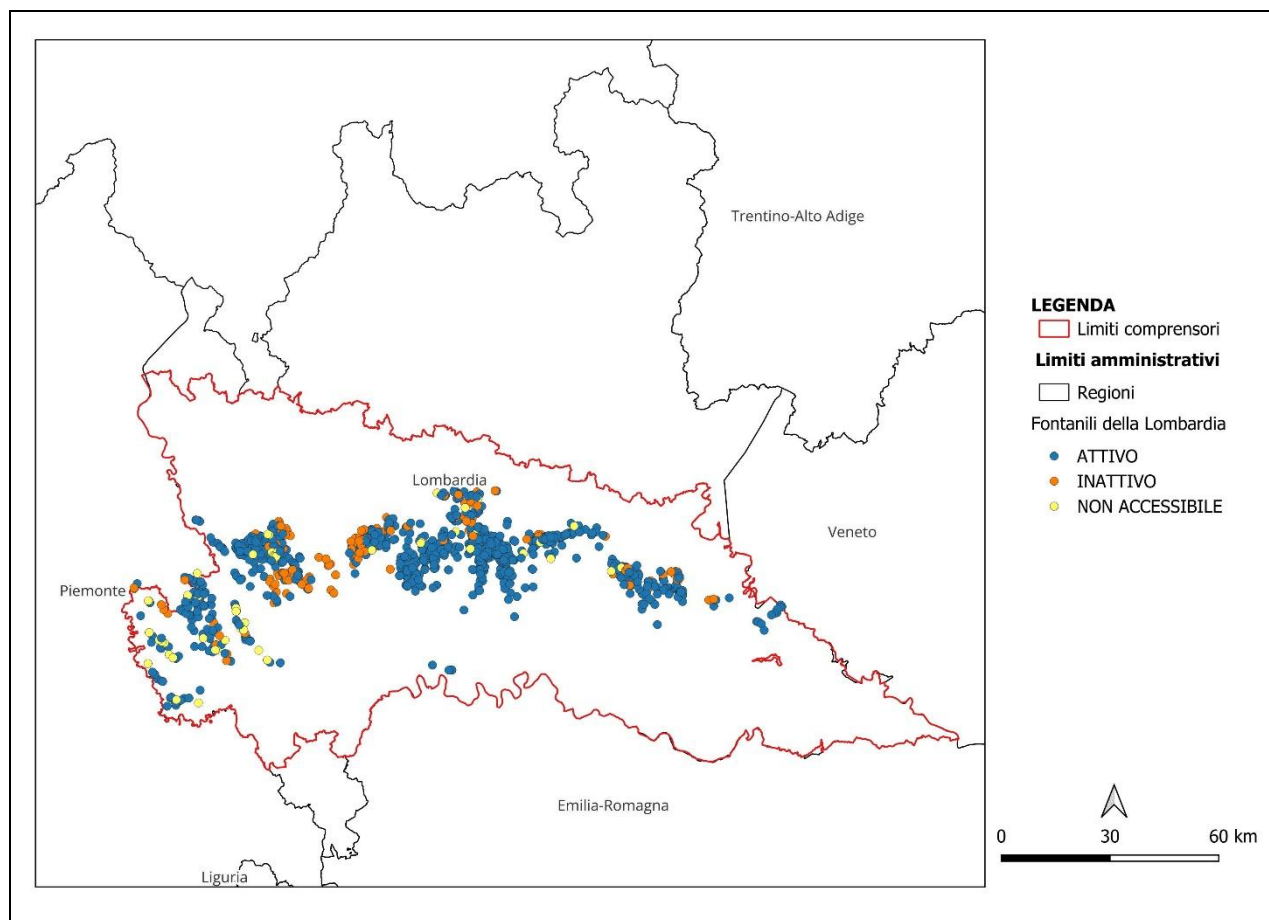 Trentino-Alto Adige
Lombardia
Veneto
Piemonte
Emilia-Romagna
Liguria
LEGENDA
Limiti comprensori
Limiti amministrativi
Regioni
Fontanili della Lombardia
ATTIVO
INATTIVO
NON ACCESSIBILE
0 30 60 km